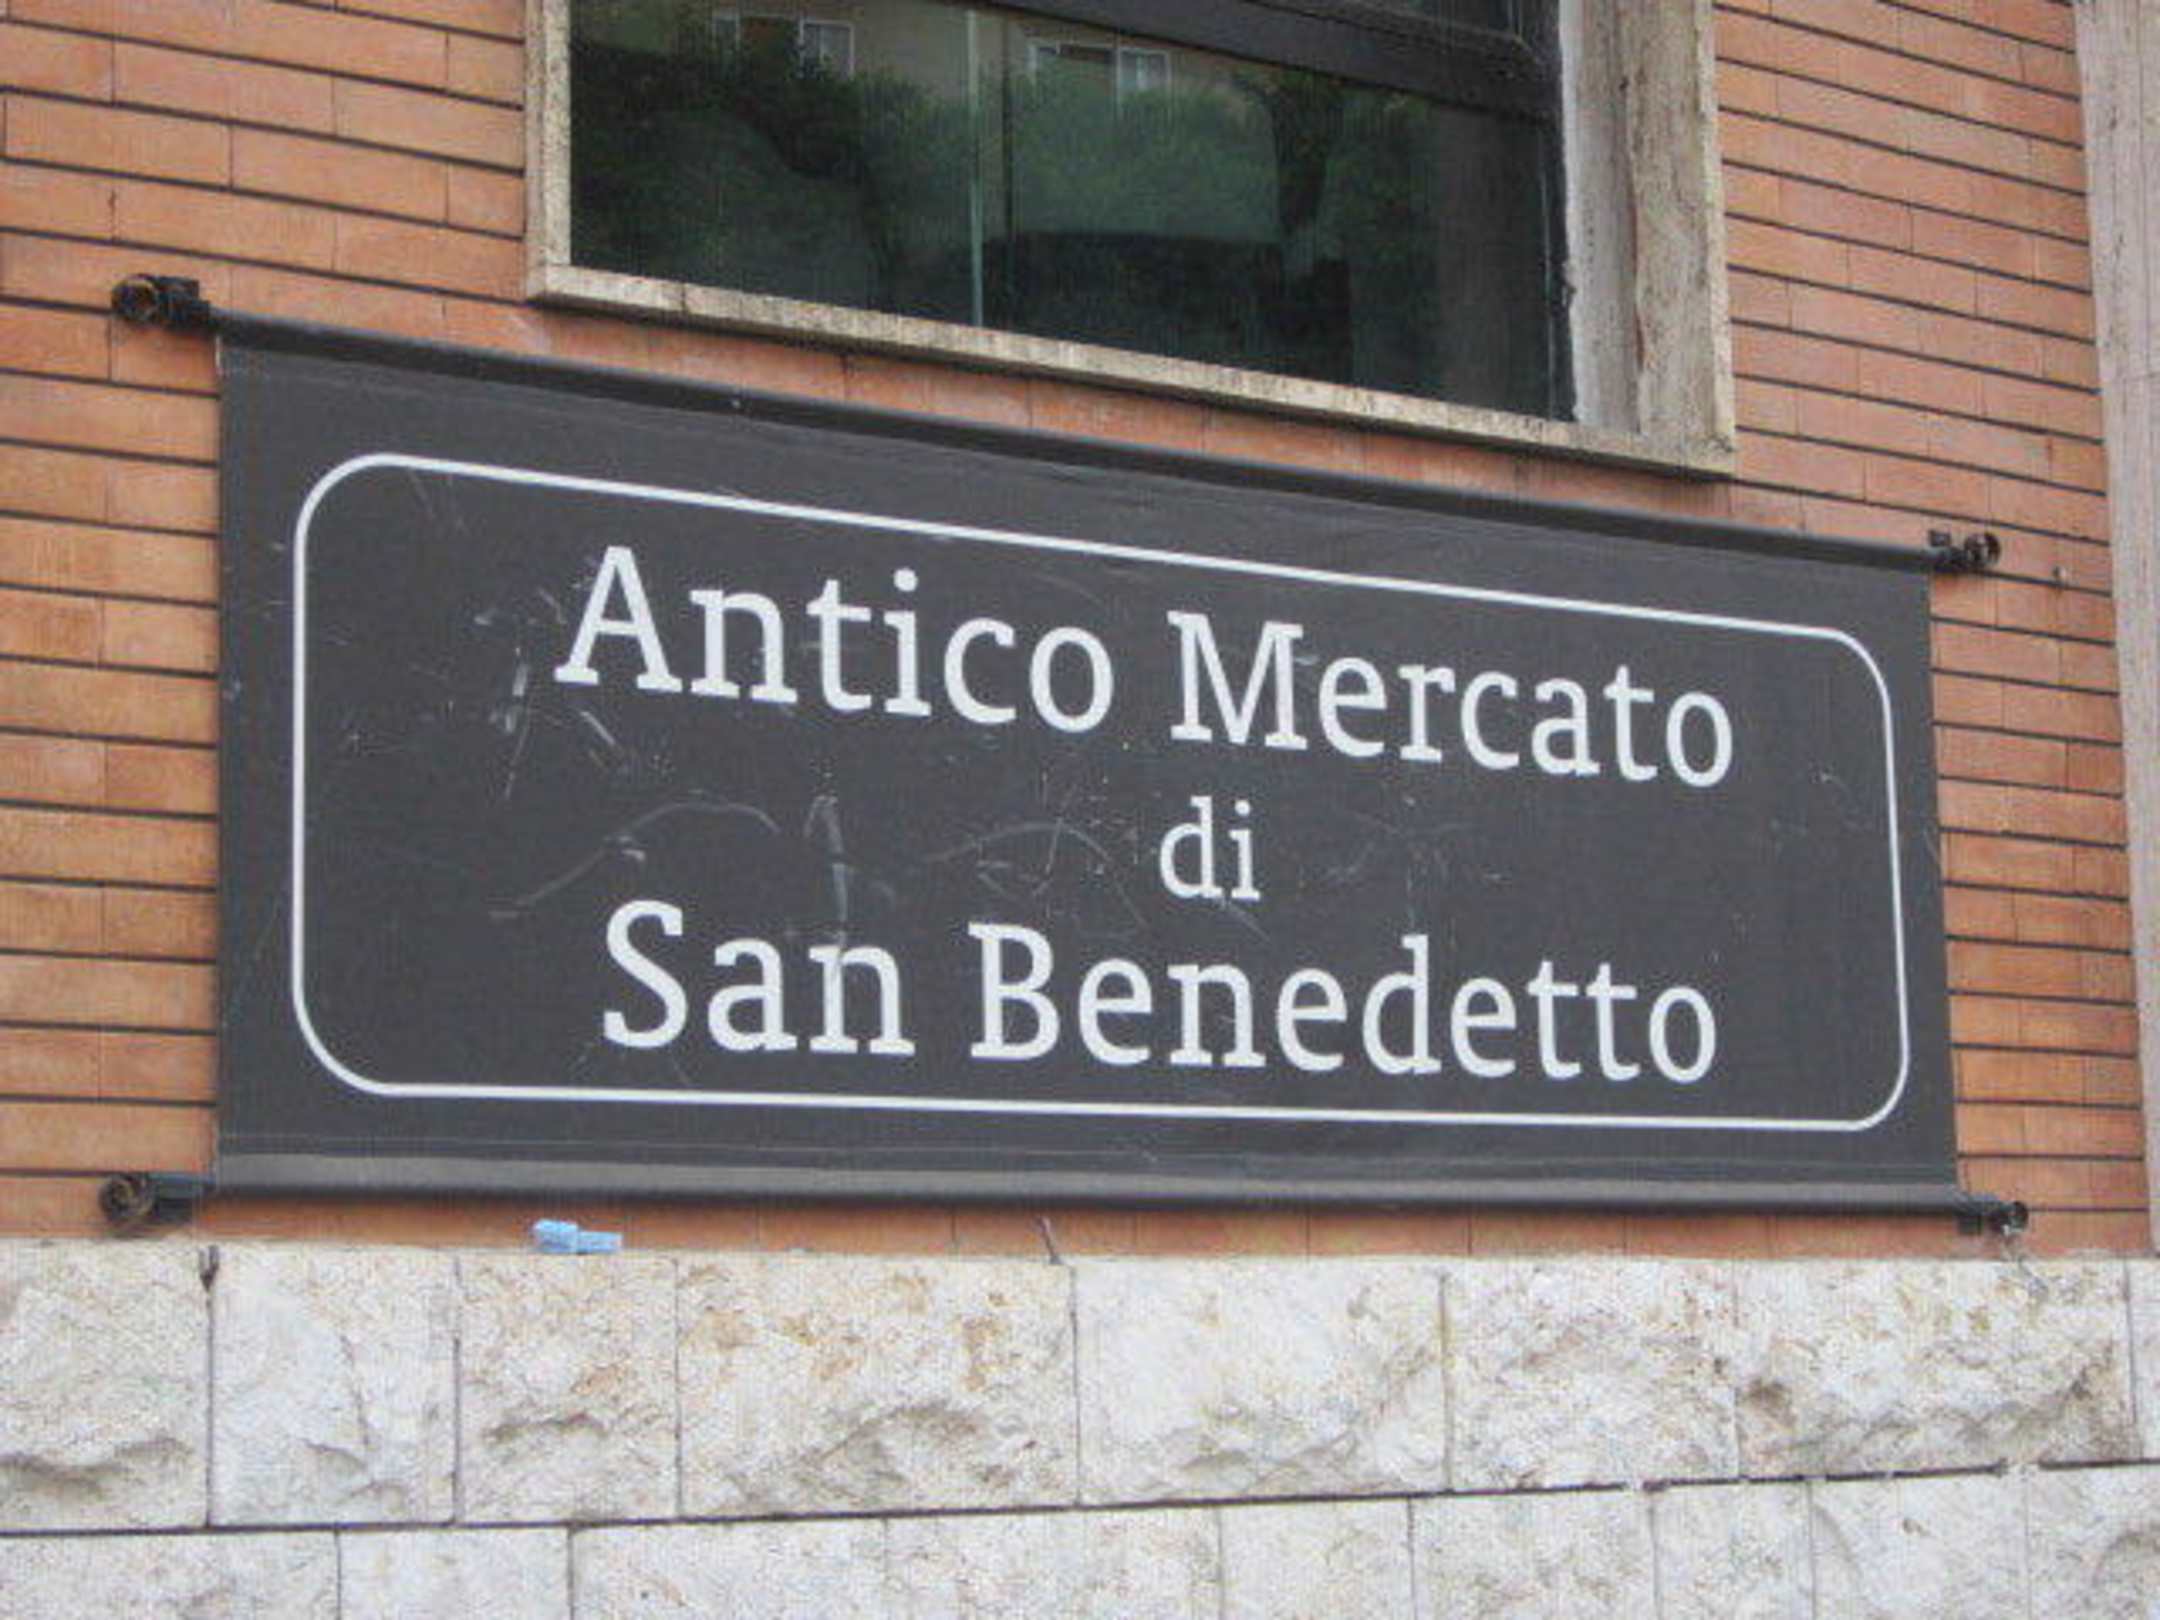 Antico Mercato
di
San Benedetto